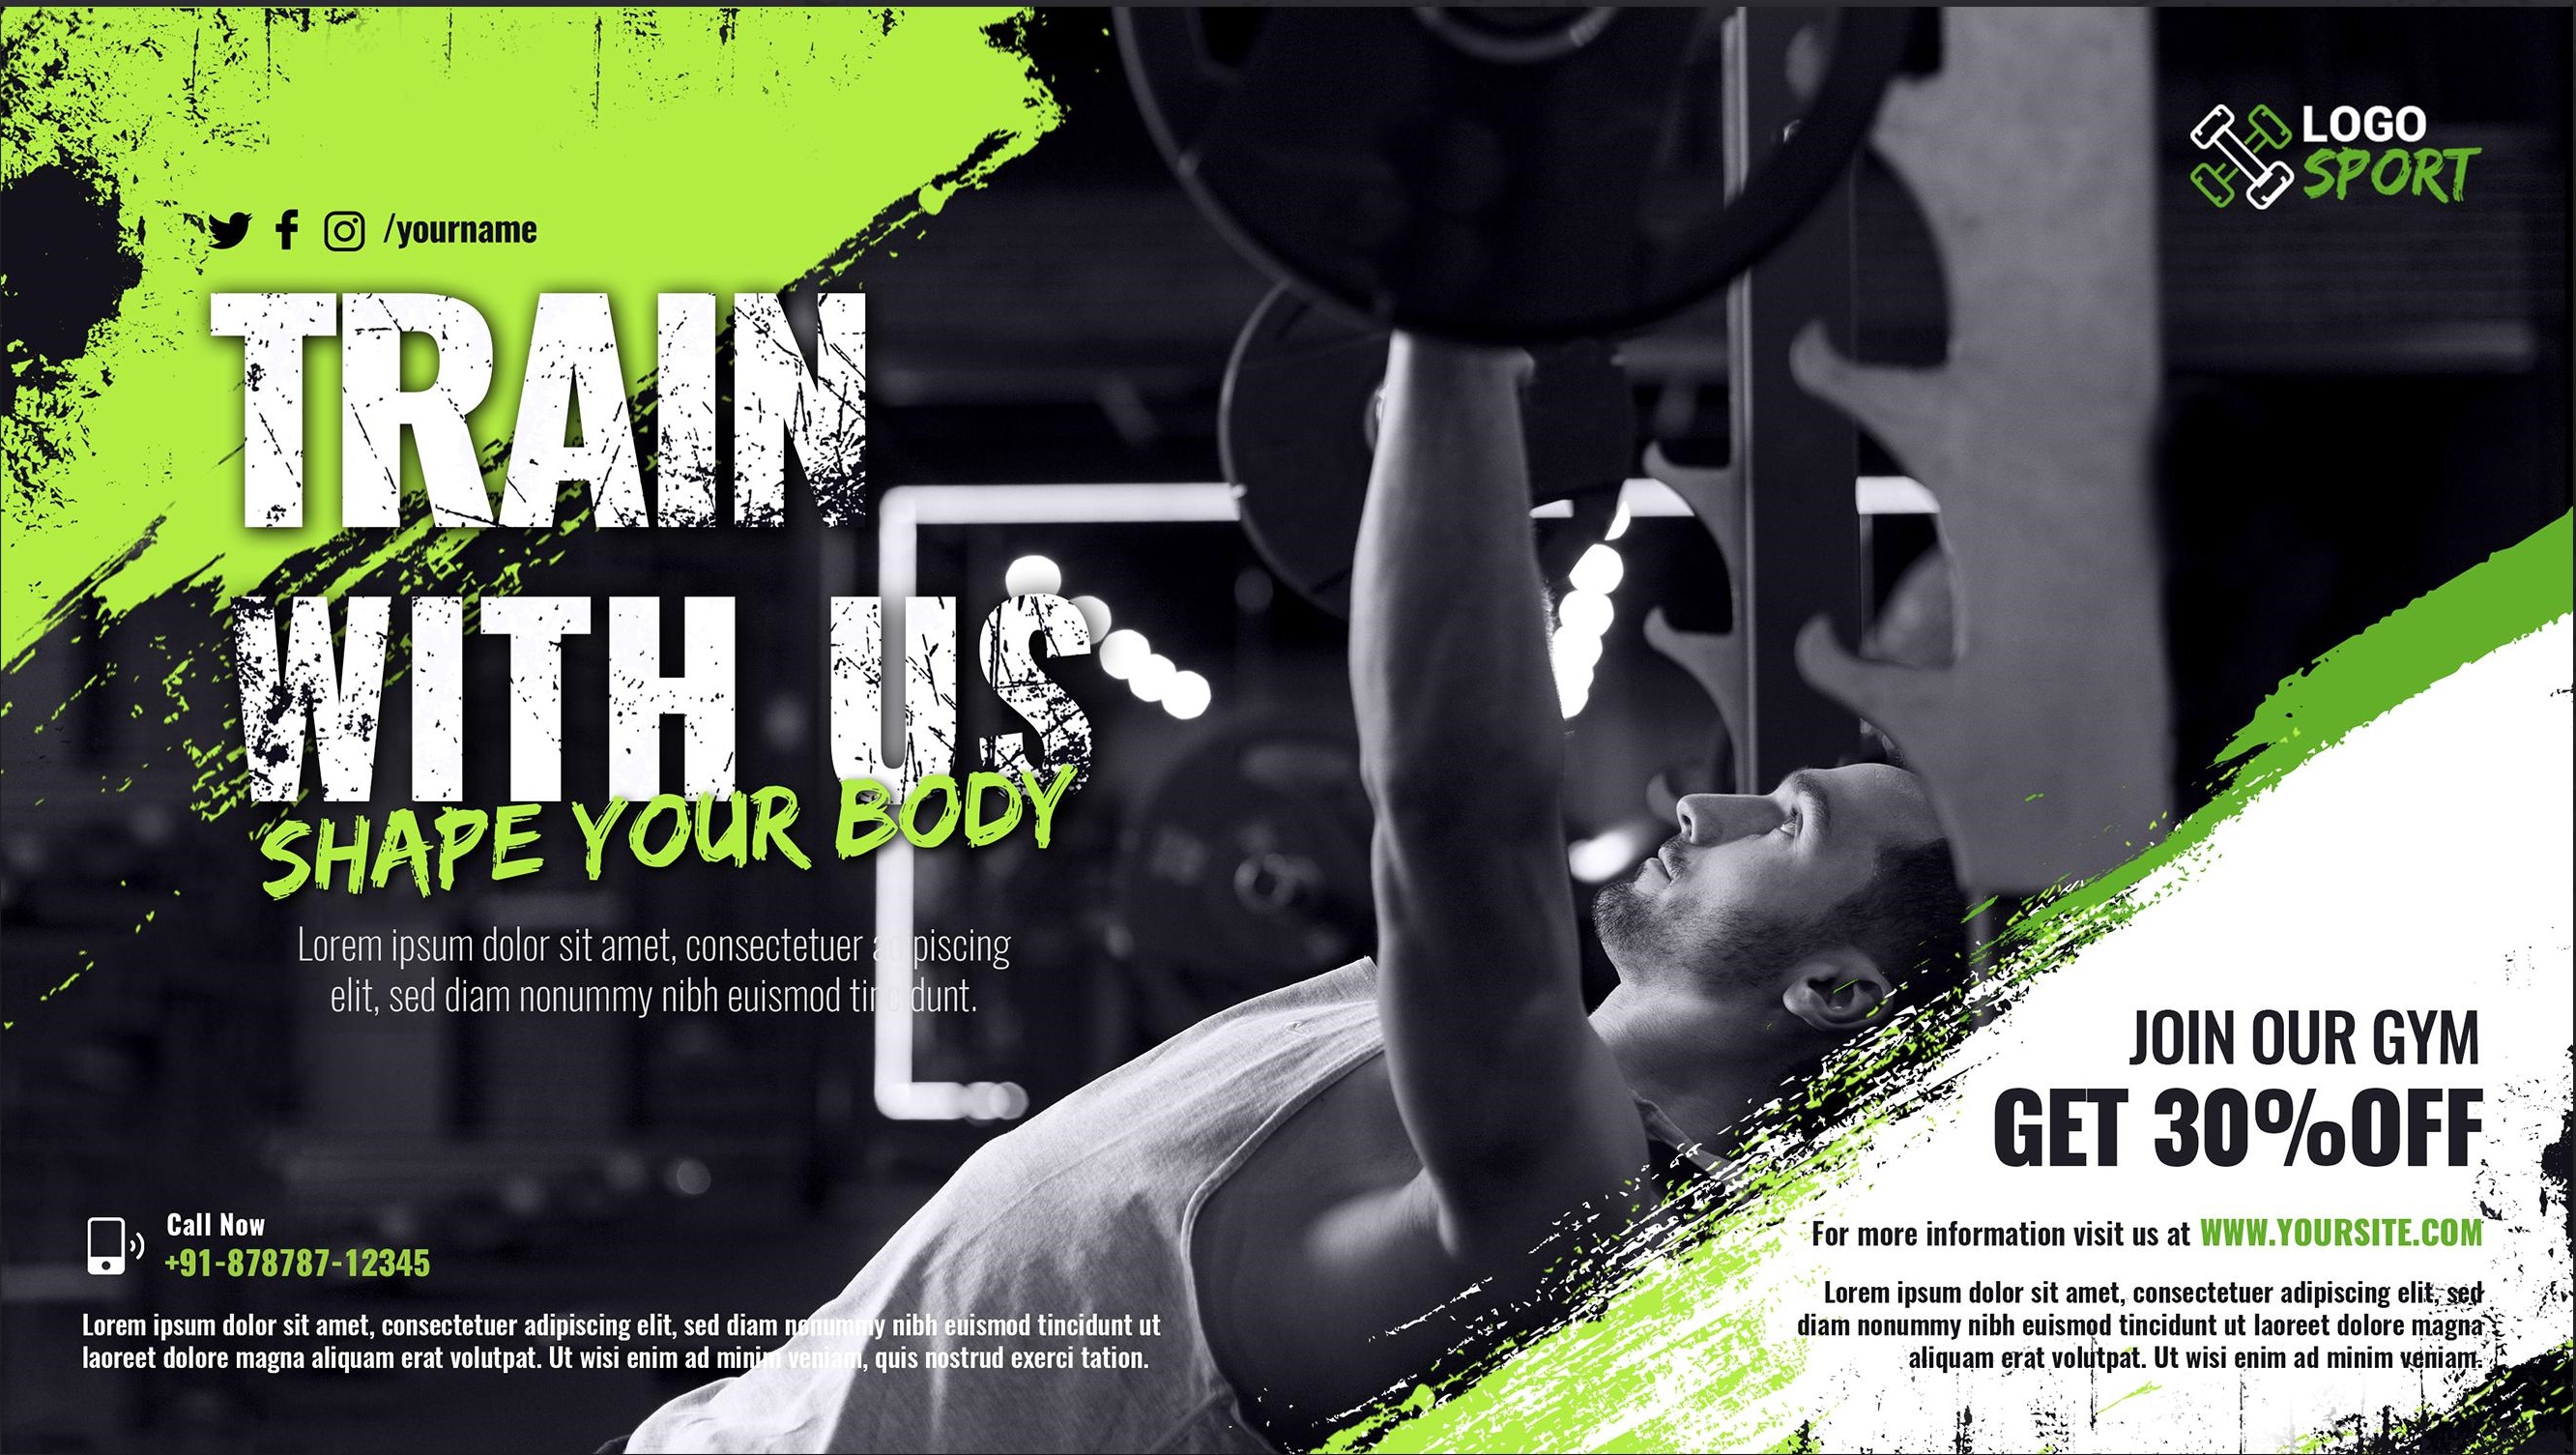 /yourname
LOGO
SPORT
TRAIN
WITH US
SHAPE YOUR BODY
Lorem ipsum dolor sit amet, consectetuer adipiscing
elit, sed diam nonummy nibh euismod tincidunt.
JOIN OUR GYM
GET 30%OFF
For more information visit us at WWW.YOURSITE.COM
Lorem ipsum dolor sit amet, consectetuer adipiscing elit, sed
diam nonummy nibh euismod tincidunt ut laoreet dolore magna
aliquam erat volutpat. Ut wisi enim ad minim veniam.
Call Now
+91-878787-12345
Lorem ipsum dolor sit amet, consectetuer adipiscing elit, sed diam nonummy nibh euismod tincidunt ut
laoreet dolore magna aliquam erat volutpat. Ut wisi enim ad minim veniam, quis nostrud exerci tation.